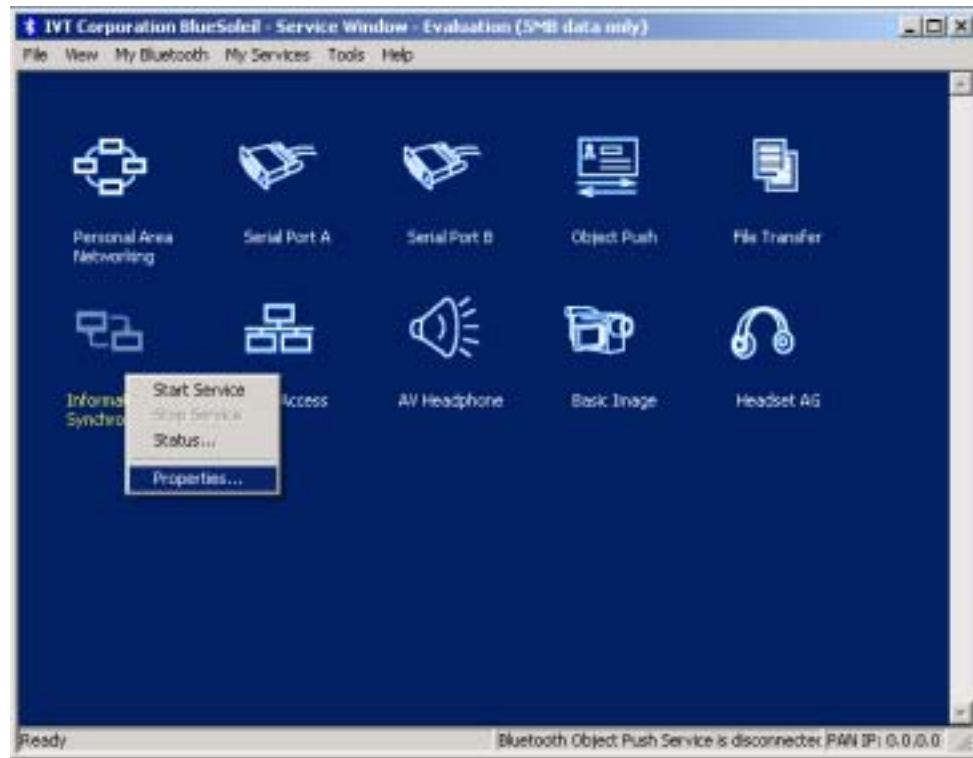 IVT Corporation BlueSoleil - Service Window - Evaluation (5MB data only)
File View My Bluetooth My Services Tools Help
Personal Area
Networking
Serial Port A
Serial Port B
Object Push
File Transfer
Informa
Synchro
Access
AV Headphone
Basic Image
Headset AG
Start Service
Stop Service
Status...
Properties...
Ready
Bluetooth Object Push Service is disconnectec
PAN IP: 0.0.0.0